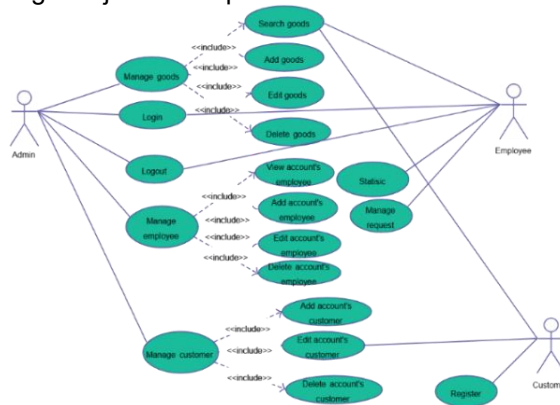 Search goods
<<include>>
Add goods
Manage goods
<<include>>
<<include>>
Edit goods
Login
<<include>>
Delete goods
Admin
Employee
Logout
View account's
employee
Statisic
<<include>>
Add account's
employee
Manage
request
Manage
employee
<<include>>
<<include>>
Edit account's
employee
<<include>>
Delete account's
employee
Add account's
customer
<<include>>
Manage customer
<<include>>
Edit account's
customer
<<include>>
Delete account's
customer
Register
Custom